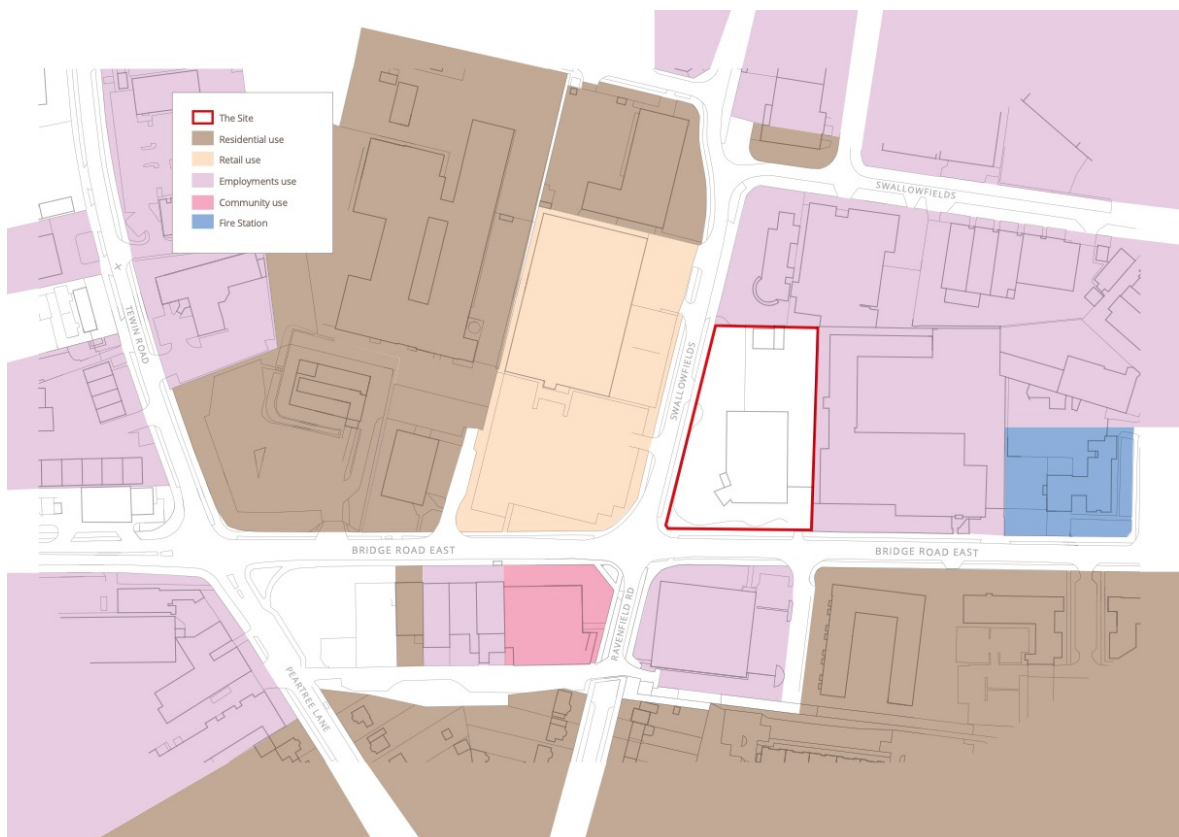 The Site
Residential use
Retail use
Employments use
Community use
Fire Station
SWALLOWFIELDS
TEWIN ROAD
SWALLOWFIELDS
BRIDGE ROAD EAST
BRIDGE ROAD EAST
RAVENFIELD RD
PEARTREE LANE